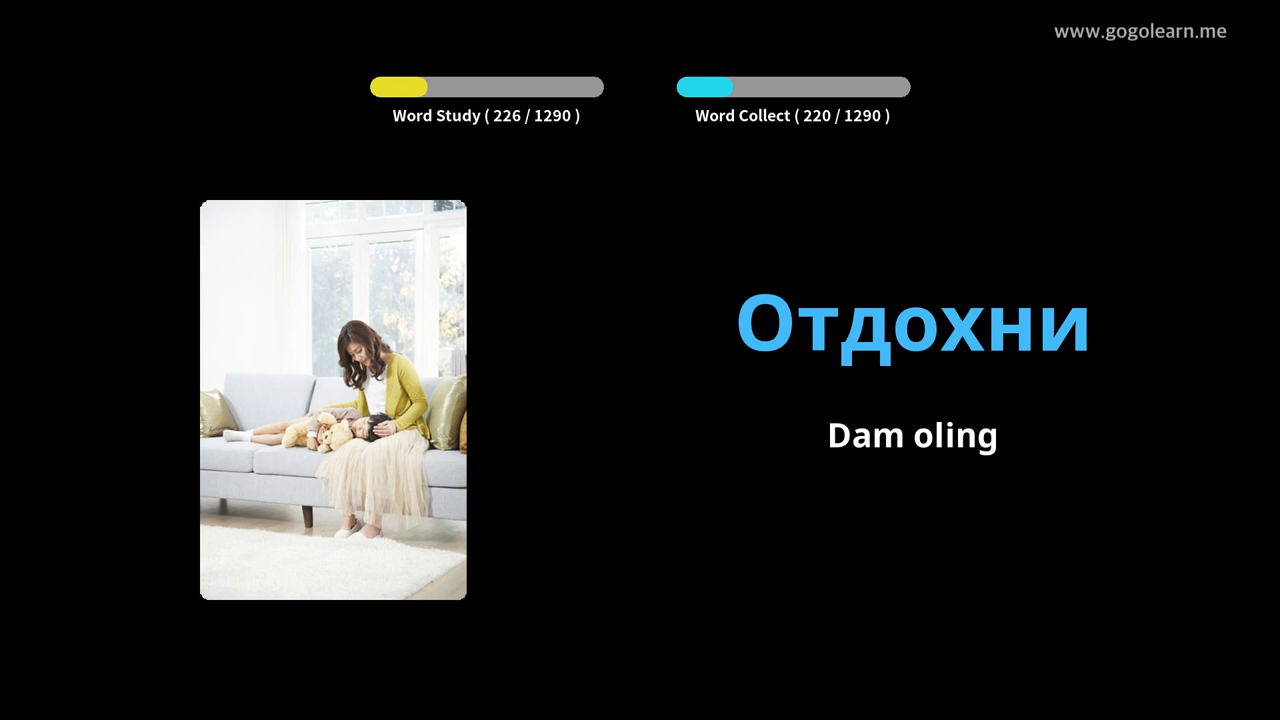 www.gogolearn.me
Word Study ( 226 / 1290 )
Word Collect ( 220 / 1290 )
Отдохни
Dam oling